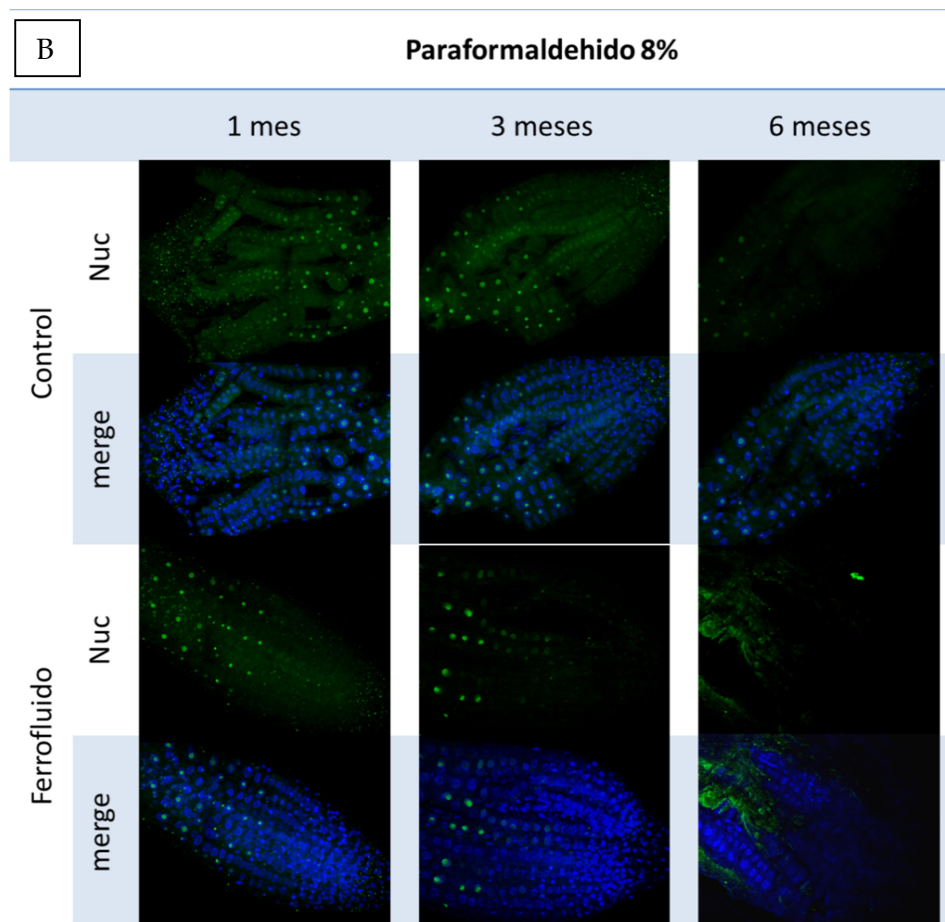 B
Paraformaldehido 8%
1 mes 3 meses 6 meses
Control
Nuc
merge
Ferrofluido
Nuc
merge